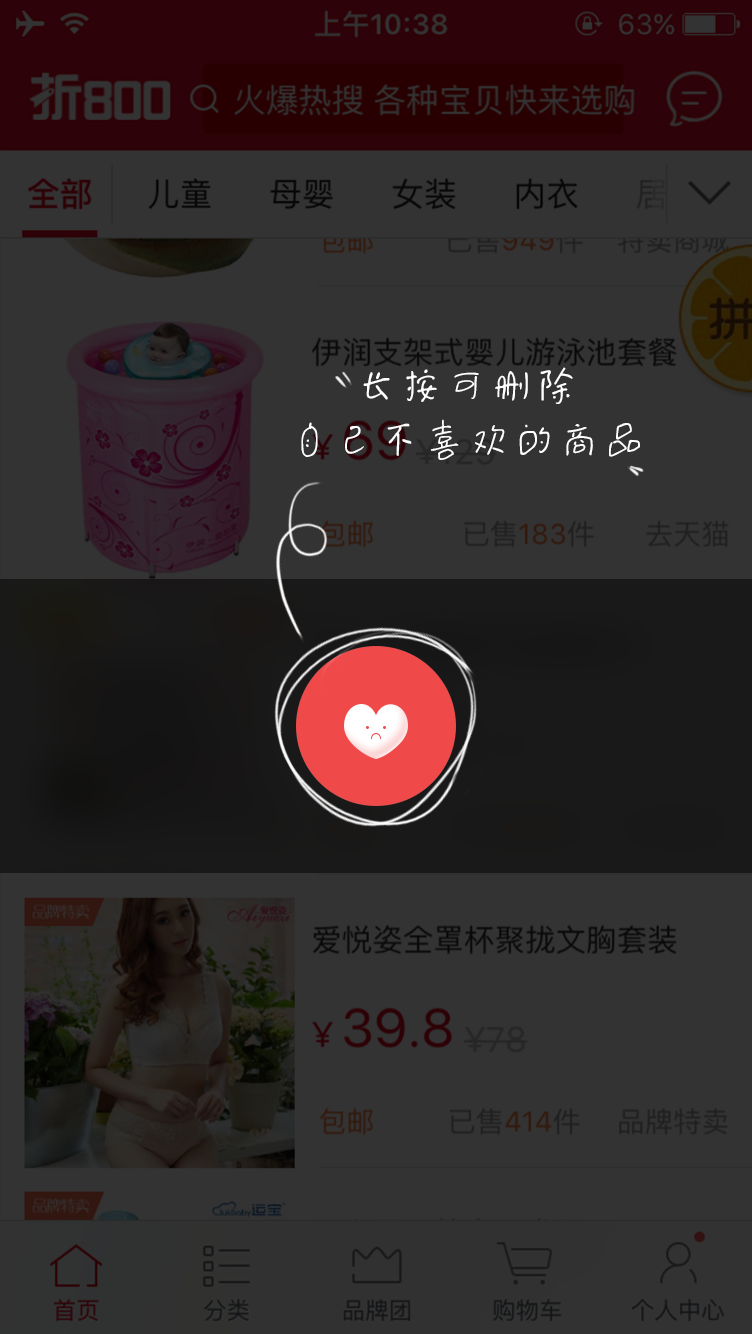 上午10:38
63%
折800
火爆热搜 各种宝贝快来选购
全部 儿童 母婴 女装 内衣 居
包邮 已售949件 特卖商城
拼
伊润支架式婴儿游泳池套餐
长按可删除
自己不喜欢的商品
¥69 ¥129
包邮 已售183件 去天猫
品牌特卖
爱悦姿
爱悦姿全罩杯聚拢文胸套装
¥39.8 ¥78
包邮 已售414件 品牌特卖
品牌特卖
运宝
首页 分类 品牌团 购物车 个人中心